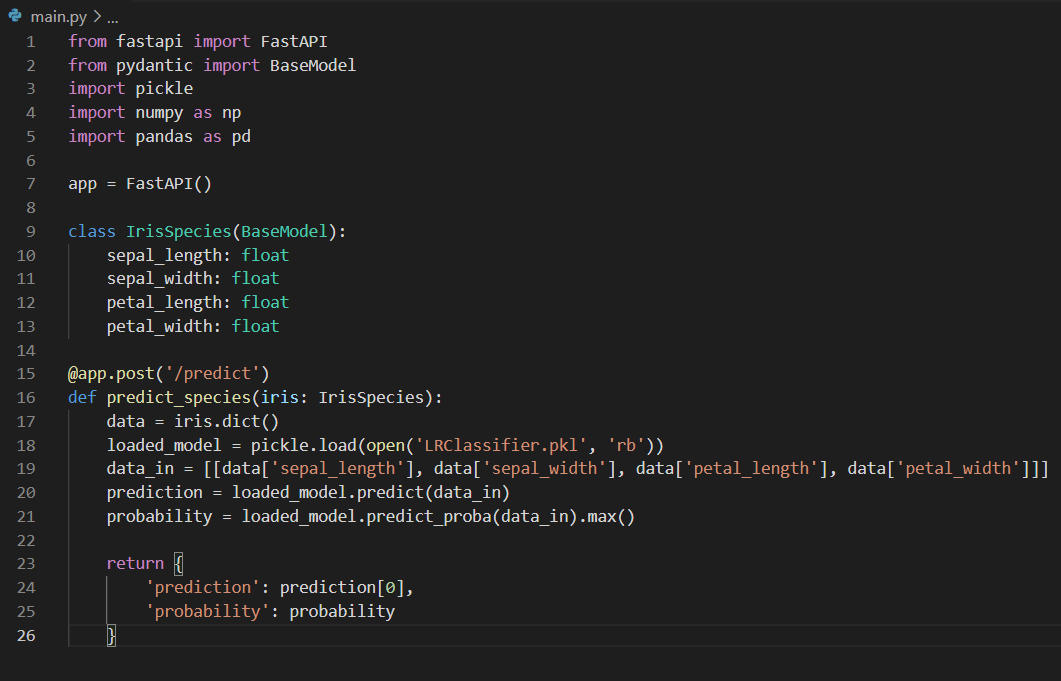 main.py > ...
1 from fastapi import FastAPI
2 from pydantic import BaseModel
3 import pickle
4 import numpy as np
5 import pandas as pd
6
7 app = FastAPI()
8
9 class IrisSpecies(BaseModel):
10     sepal_length: float
11     sepal_width: float
12     petal_length: float
13     petal_width: float
14
15 @app.post('/predict')
16 def predict_species(iris: IrisSpecies):
17     data = iris.dict()
18     loaded_model = pickle.load(open('LRClassifier.pkl', 'rb'))
19     data_in = [[data['sepal_length'], data['sepal_width'], data['petal_length'], data['petal_width']]]
20     prediction = loaded_model.predict(data_in)
21     probability = loaded_model.predict_proba(data_in).max()
22
23     return {
24         'prediction': prediction[0],
25         'probability': probability
26     }